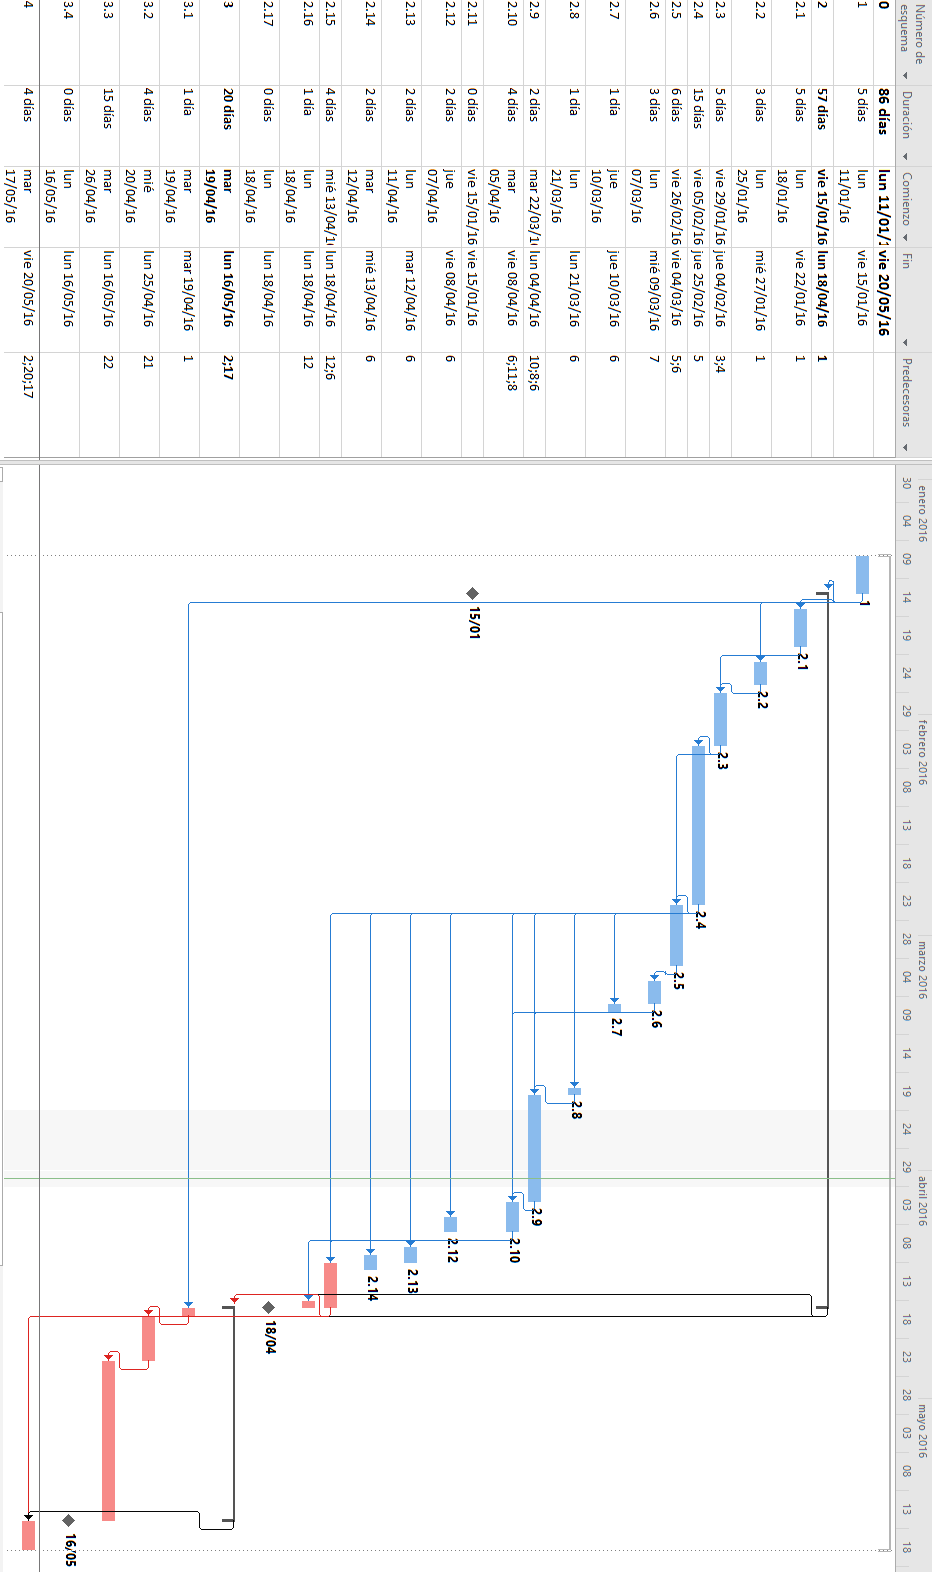 Número de esquema Duración Comienzo Fin Predecesoras
0 86 días lun 11/01/1 vie 20/05/16
1 5 días lun 11/01/16 vie 15/01/16
2 57 días vie 15/01/16 lun 18/04/16 1
2.1 5 días lun 18/01/16 vie 22/01/16 1
2.2 3 días lun 25/01/16 mié 27/01/16 1
2.3 5 días vie 29/01/16 jue 04/02/16 3;4
2.4 15 días vie 05/02/16 jue 25/02/16 5
2.5 6 días vie 26/02/16 vie 04/03/16 5;6
2.6 3 días lun 07/03/16 mié 09/03/16 7
2.7 1 día jue 10/03/16 jue 10/03/16 6
2.8 1 día lun 21/03/16 lun 21/03/16 6
2.9 2 días mar 22/03/1 lun 04/04/16 10;8;6
2.10 4 días mar 05/04/16 vie 08/04/16 6;11;8
2.11 0 días vie 15/01/16 vie 15/01/16
2.12 2 días jue 07/04/16 vie 08/04/16 6
2.13 2 días lun 11/04/16 mar 12/04/16 6
2.14 2 días mar 12/04/16 mié 13/04/16 6
2.15 4 días mié 13/04/1 lun 18/04/16 12;6
2.16 1 día lun 18/04/16 lun 18/04/16 12
2.17 0 días lun 18/04/16 lun 18/04/16
3 20 días mar 19/04/16 lun 16/05/16 2;17
3.1 1 día mar 19/04/16 mar 19/04/16 1
3.2 4 días mié 20/04/16 lun 25/04/16 21
3.3 15 días mar 26/04/16 lun 16/05/16 22
3.4 0 días lun 16/05/16 lun 16/05/16
4 4 días mar 17/05/16 vie 20/05/16 2;20;17
enero 2016 febrero 2016 marzo 2016 abril 2016 mayo 2016
30 04 09 14 19 24 29 03 08 13 18 23 28 04 09 14 19 24 29 03 08 13 18 23 28 03 08 13 18
1
2.1
2.2
2.3
2.4
2.5
2.6
2.7
2.8
2.9
2.10
15/01
2.12
2.13
2.14
18/04
16/05